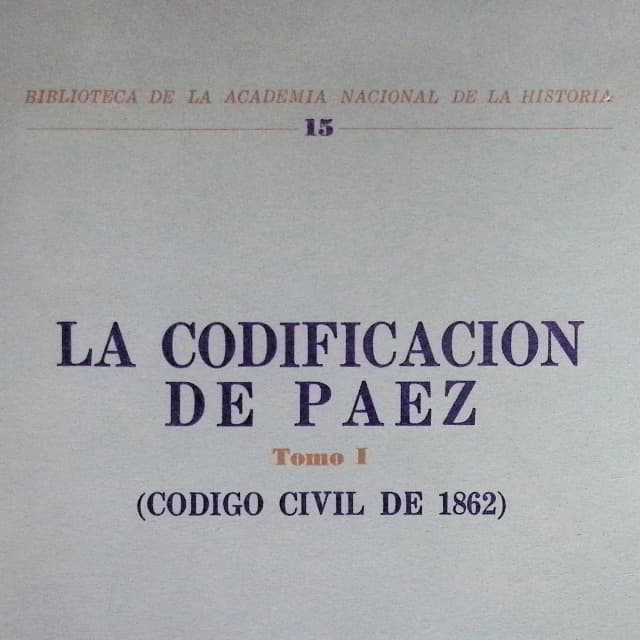 BIBLIOTECA DE LA ACADEMIA NACIONAL DE LA HISTORIA
15
LA CODIFICACION
DE PAEZ
Tomo I
(CODIGO CIVIL DE 1862)